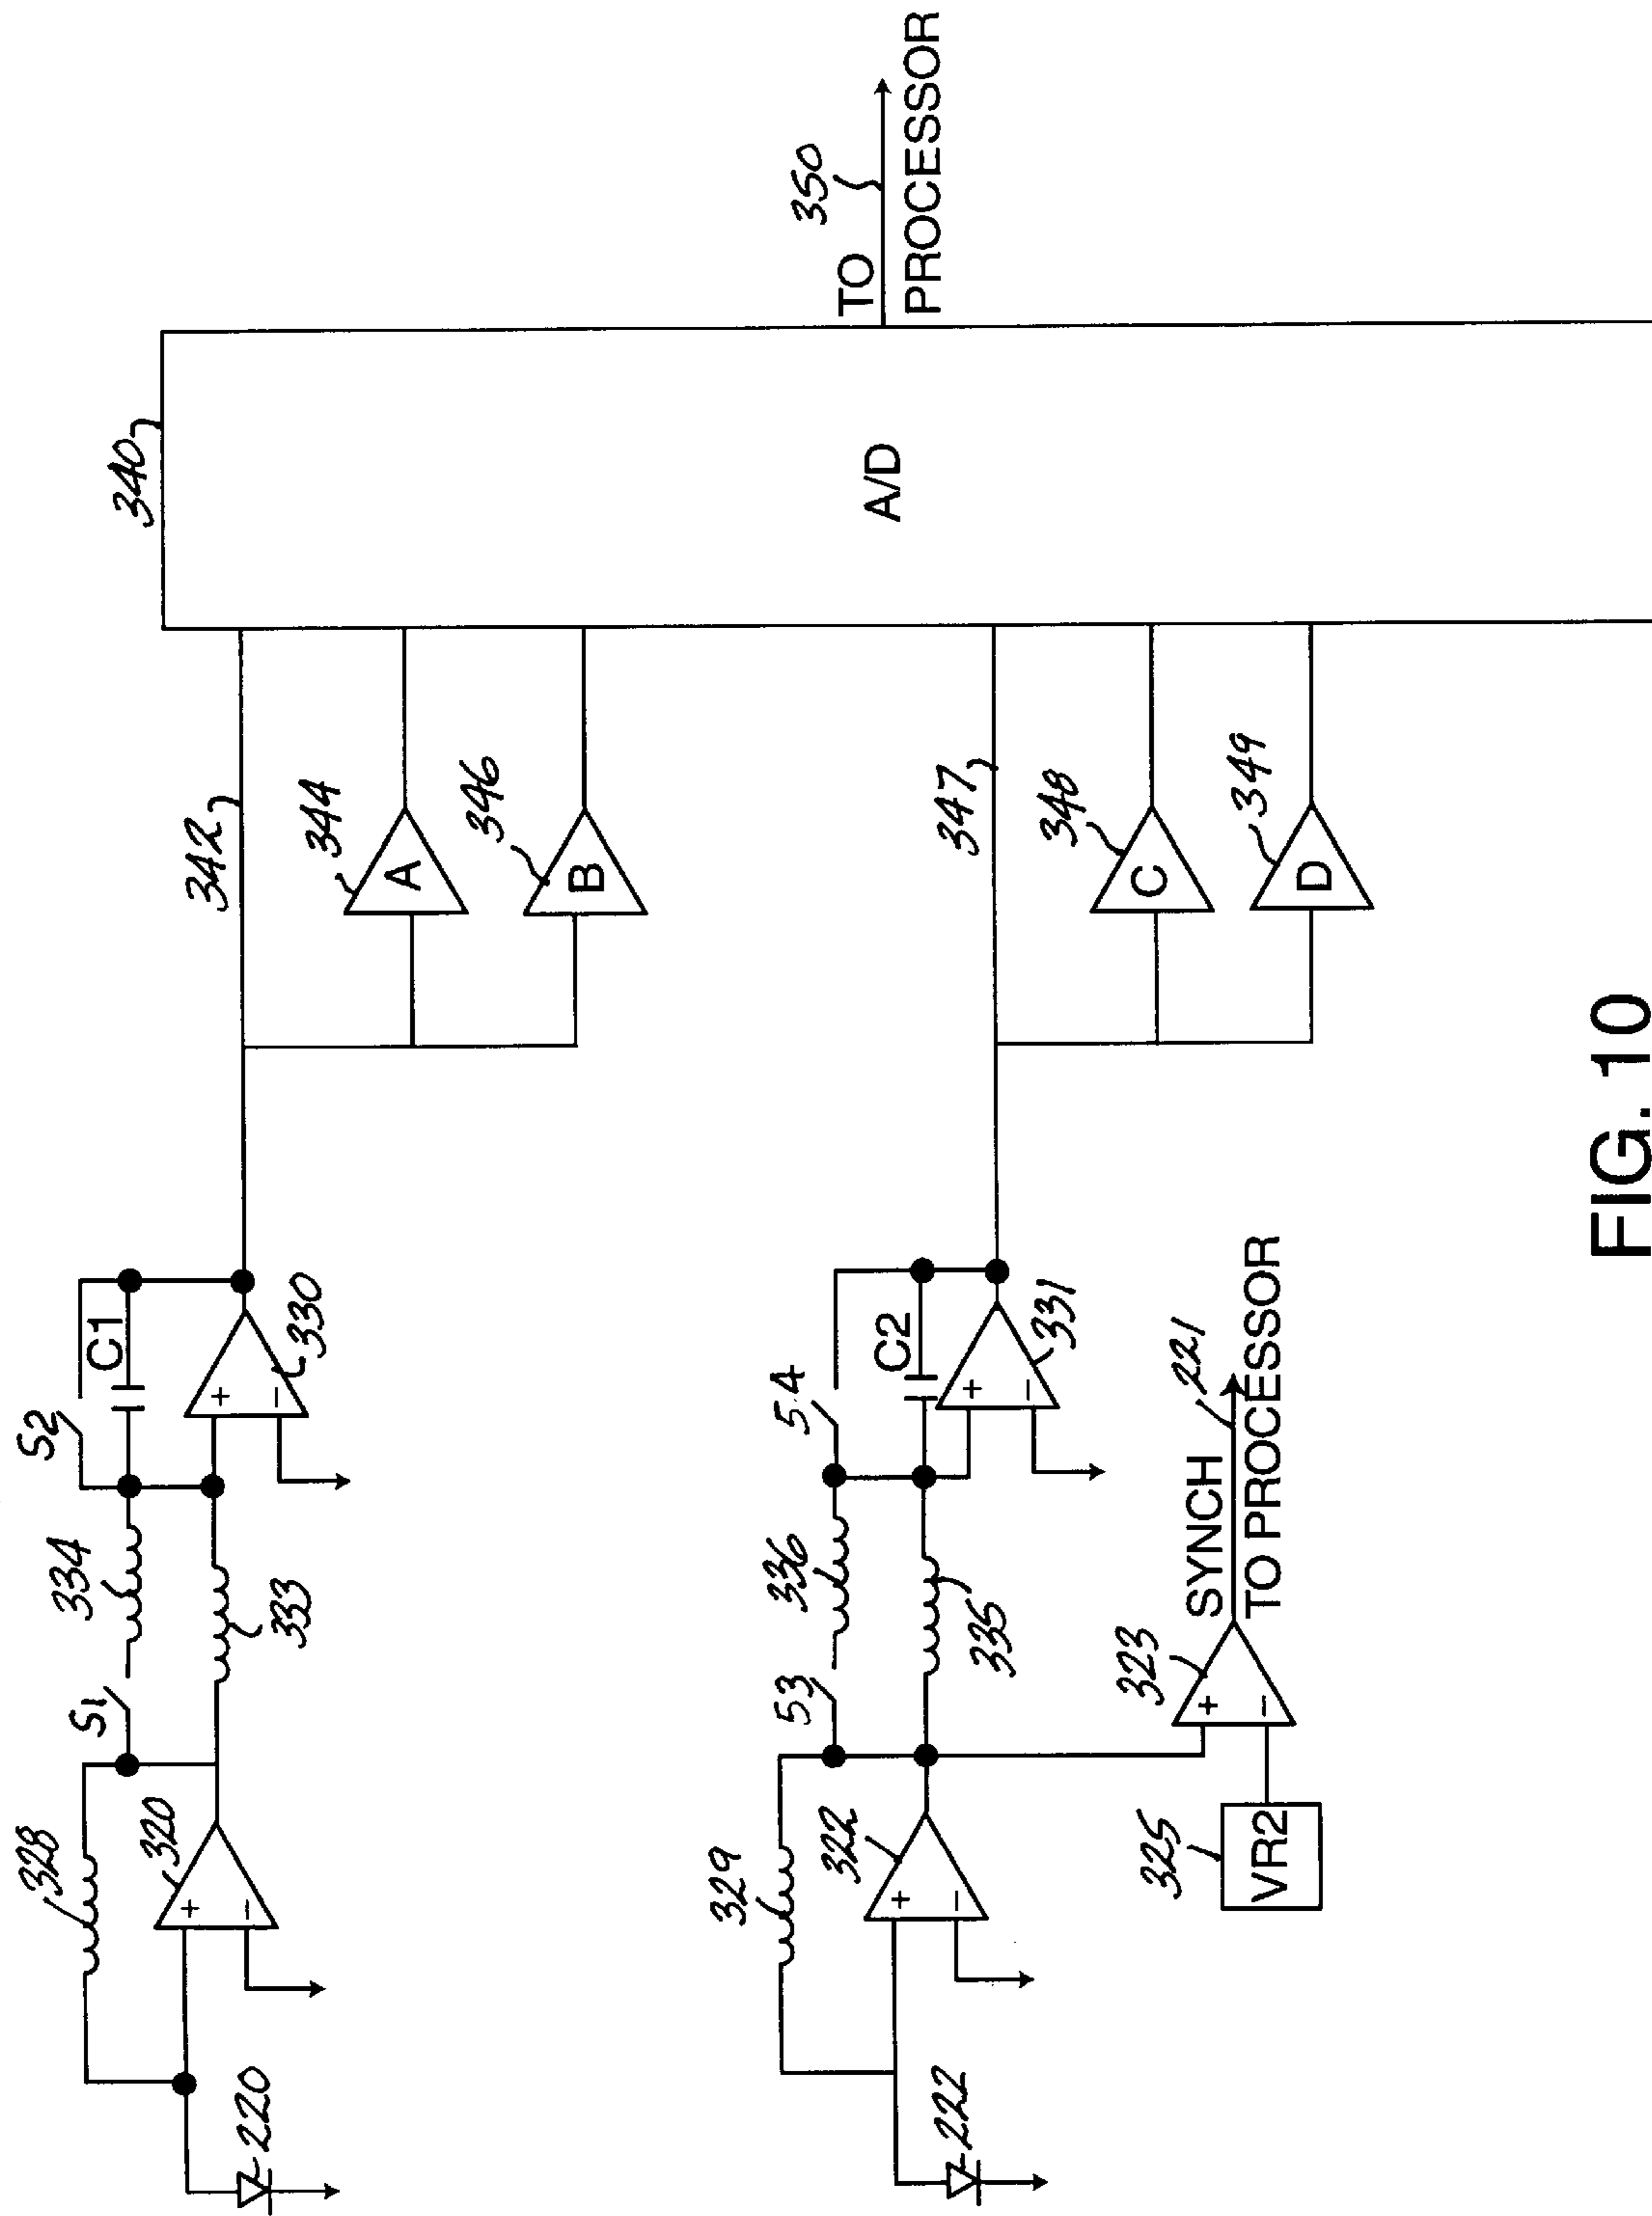 328
320
+
−
220
S1
334
333
S2
C1
+
−
330
342
344
A
346
B
340
A/D
TO
PROCESSOR
350
329
322
+
−
222
S3
336
335
S4
C2
+
−
331
347
348
C
349
D
325
VR2
323
+
−
SYNCH
TO PROCESSOR
221
FIG. 10